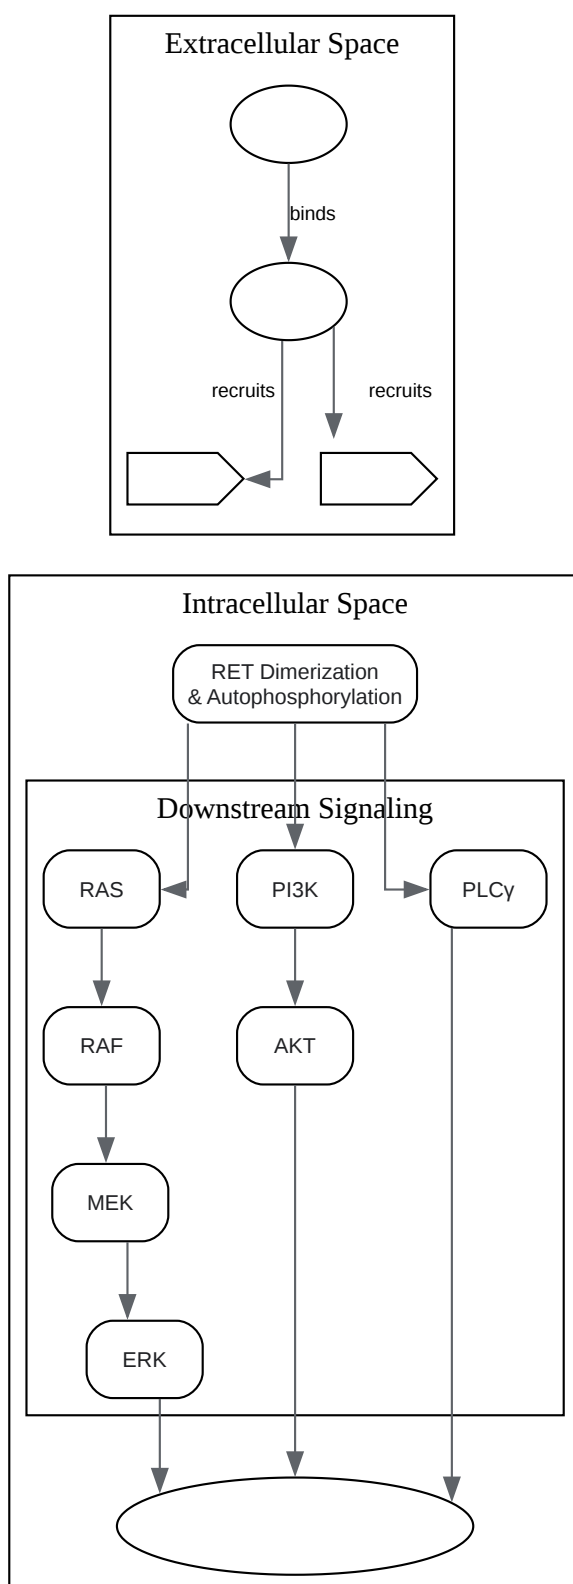 Extracellular Space
binds
recruits
recruits
Intracellular Space
RET Dimerization
& Autophosphorylation
Downstream Signaling
RAS
PI3K
PLCγ
RAF
AKT
MEK
ERK